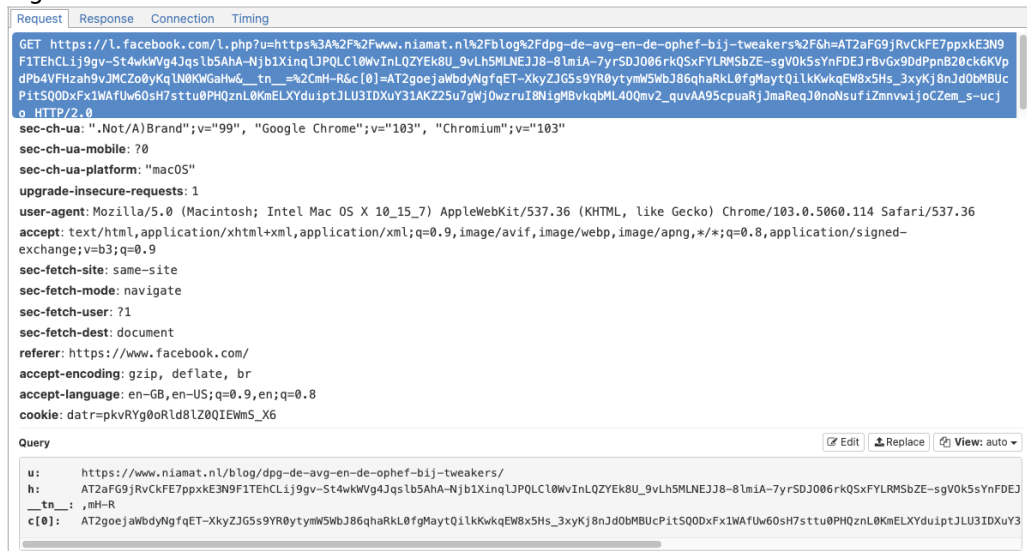 Request Response Connection Timing
GET https://l.facebook.com/l.php?u=https%3A%2F%2Fwww.niamat.nl%2Fblog%2Fdpg-de-avg-en-de-ophef-bij-tweakers%2F&h=AT2aFG9jRvCkFE7ppxkE3N9
F1TEhCLij9gv-St4wkWVg4Jqslb5AhA-Njb1XinqlJPQLCl0WvInLQZYEk8U_9vLh5MLNEJJ8-8lmiA-7yrSDJO06rkQSxFYLRMSbZE-sgVOk5sYnFDEJrBvGx9DdPpnB20ck6KVp
dPb4VFHzah9vJMCZo0yKqlN0KWGaHw&__tn__=%2CmH-R&c[0]=AT2goejaWbdyNgfqET-XkyZJG5s9YR0ytymW5WbJ86qhaRkL0fgMaytQilkKwkqEW8x5Hs_3xyKj8nJdObMBUc
PitSQODxFx1WAfUw6OsH7sttu0PHQznL0KmELXYduiptJLU3IDXuY31AKZ25u7gWjOwzruI8NigMBvkqbML4OQmv2_quvAA95cpuaRjJmaReqJ0noNsufiZmnvwijoCZem_s-ucj
o HTTP/2.0
sec-ch-ua: ".Not/A)Brand";v="99", "Google Chrome";v="103", "Chromium";v="103"
sec-ch-ua-mobile: ?0
sec-ch-ua-platform: "macOS"
upgrade-insecure-requests: 1
user-agent: Mozilla/5.0 (Macintosh; Intel Mac OS X 10_15_7) AppleWebKit/537.36 (KHTML, like Gecko) Chrome/103.0.5060.114 Safari/537.36
accept: text/html,application/xhtml+xml,application/xml;q=0.9,image/avif,image/webp,image/apng,*/*;q=0.8,application/signed-
exchange;v=b3;q=0.9
sec-fetch-site: same-site
sec-fetch-mode: navigate
sec-fetch-user: ?1
sec-fetch-dest: document
referer: https://www.facebook.com/
accept-encoding: gzip, deflate, br
accept-language: en-GB,en-US;q=0.9,en;q=0.8
cookie: datr=pkvRYg0oRld8lZ0QIEWmS_X6
Query Edit Replace View: auto
u: https://www.niamat.nl/blog/dpg-de-avg-en-de-ophef-bij-tweakers/
h: AT2aFG9jRvCkFE7ppxkE3N9F1TEhCLij9gv-St4wkWVg4Jqslb5AhA-Njb1XinqlJPQLCl0WvInLQZYEk8U_9vLh5MLNEJJ8-8lmiA-7yrSDJO06rkQSxFYLRMSbZE-sgVOk5sYnFDEJ
__tn__: ,mH-R
c[0]: AT2goejaWbdyNgfqET-XkyZJG5s9YR0ytymW5WbJ86qhaRkL0fgMaytQilkKwkqEW8x5Hs_3xyKj8nJdObMBUcPitSQODxFx1WAfUw6OsH7sttu0PHQznL0KmELXYduiptJLU3IDXuY3